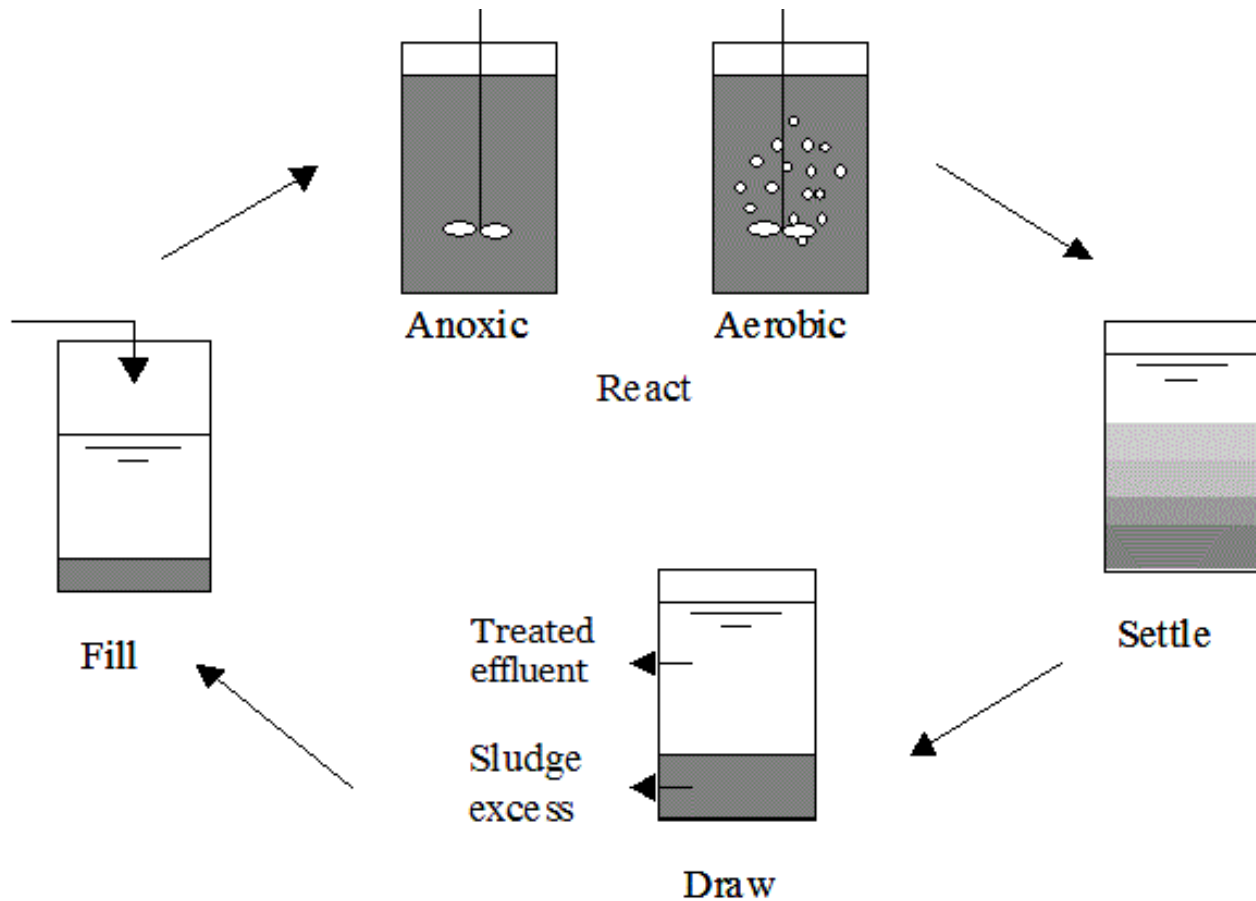 Anoxic
Aerobic
React
Fill
Settle
Treated
effluent
Sludge
excess
Draw